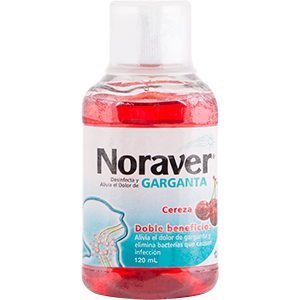 Noraver®
Desinfecta y
Alivia el Dolor de GARGANTA
Cereza
Doble beneficio:
Alivia el dolor de garganta y
elimina bacterias que causan
infección
120 mL